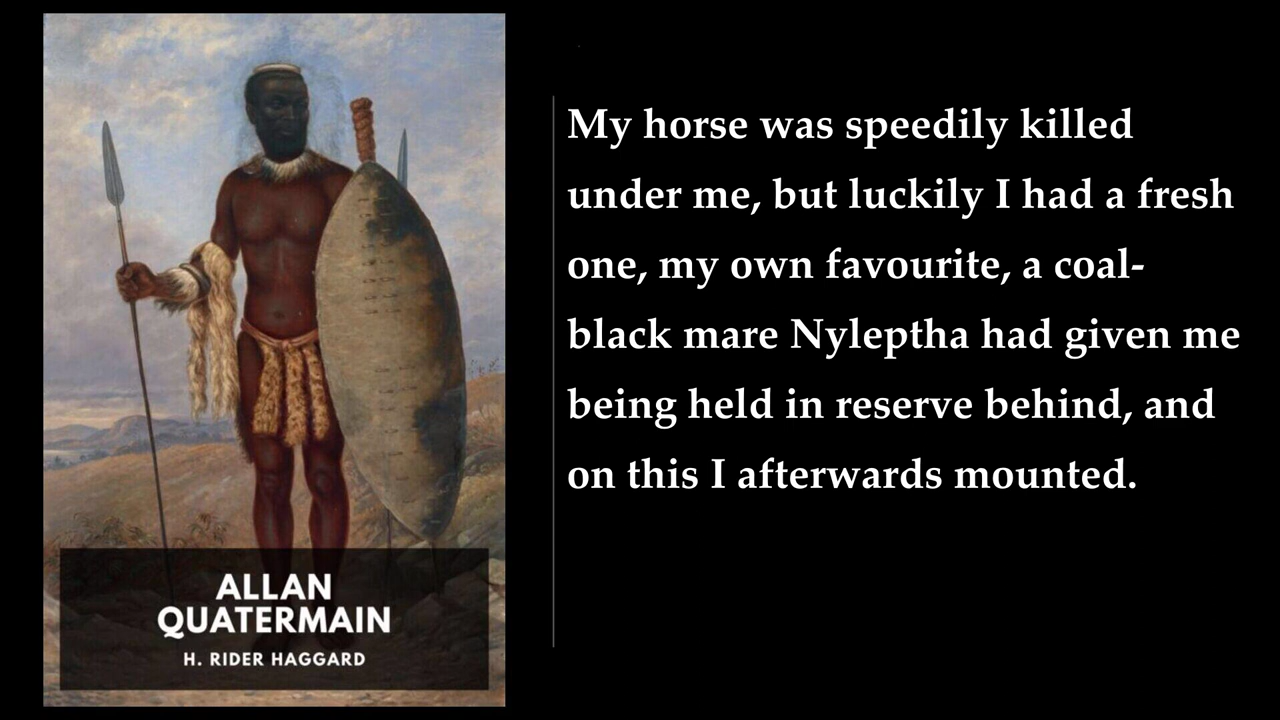 ALLAN
QUATERMAIN
H. RIDER HAGGARD
My horse was speedily killed
under me, but luckily I had a fresh
one, my own favourite, a coal-
black mare Nyleptha had given me
being held in reserve behind, and
on this I afterwards mounted.